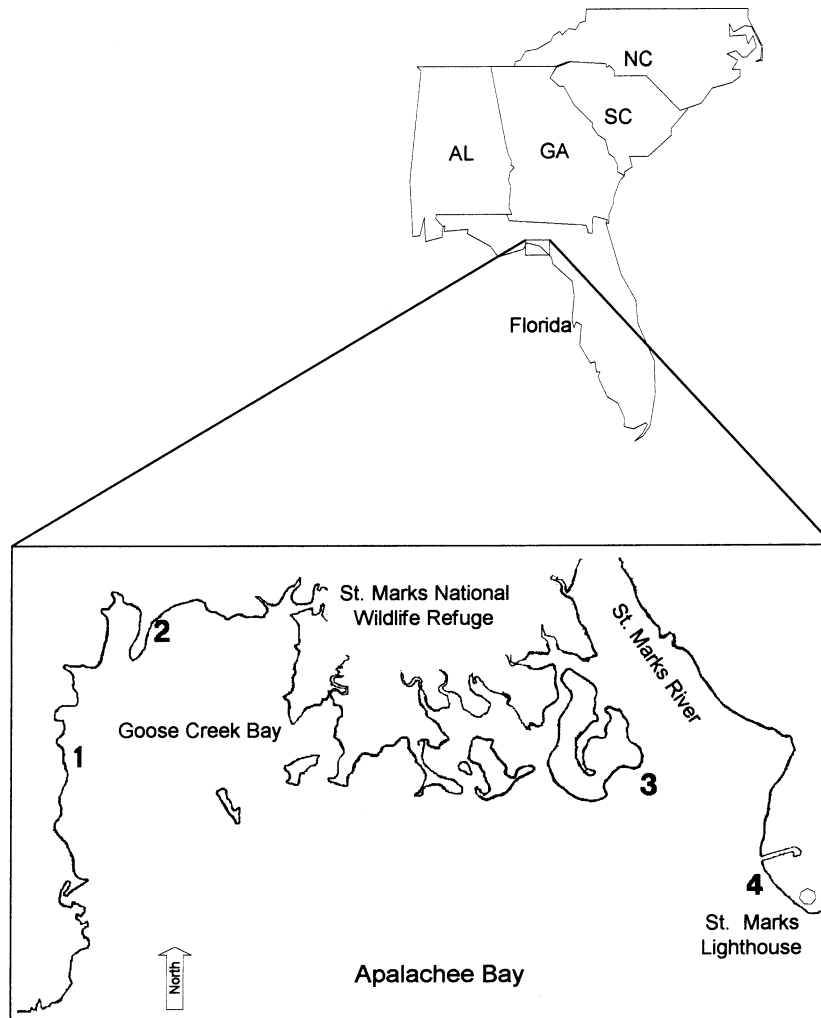 NC
SC
AL
GA
Florida
St. Marks National
Wildlife Refuge
St. Marks River
2
Goose Creek Bay
1
3
4
St. Marks
Lighthouse
North
Apalachee Bay